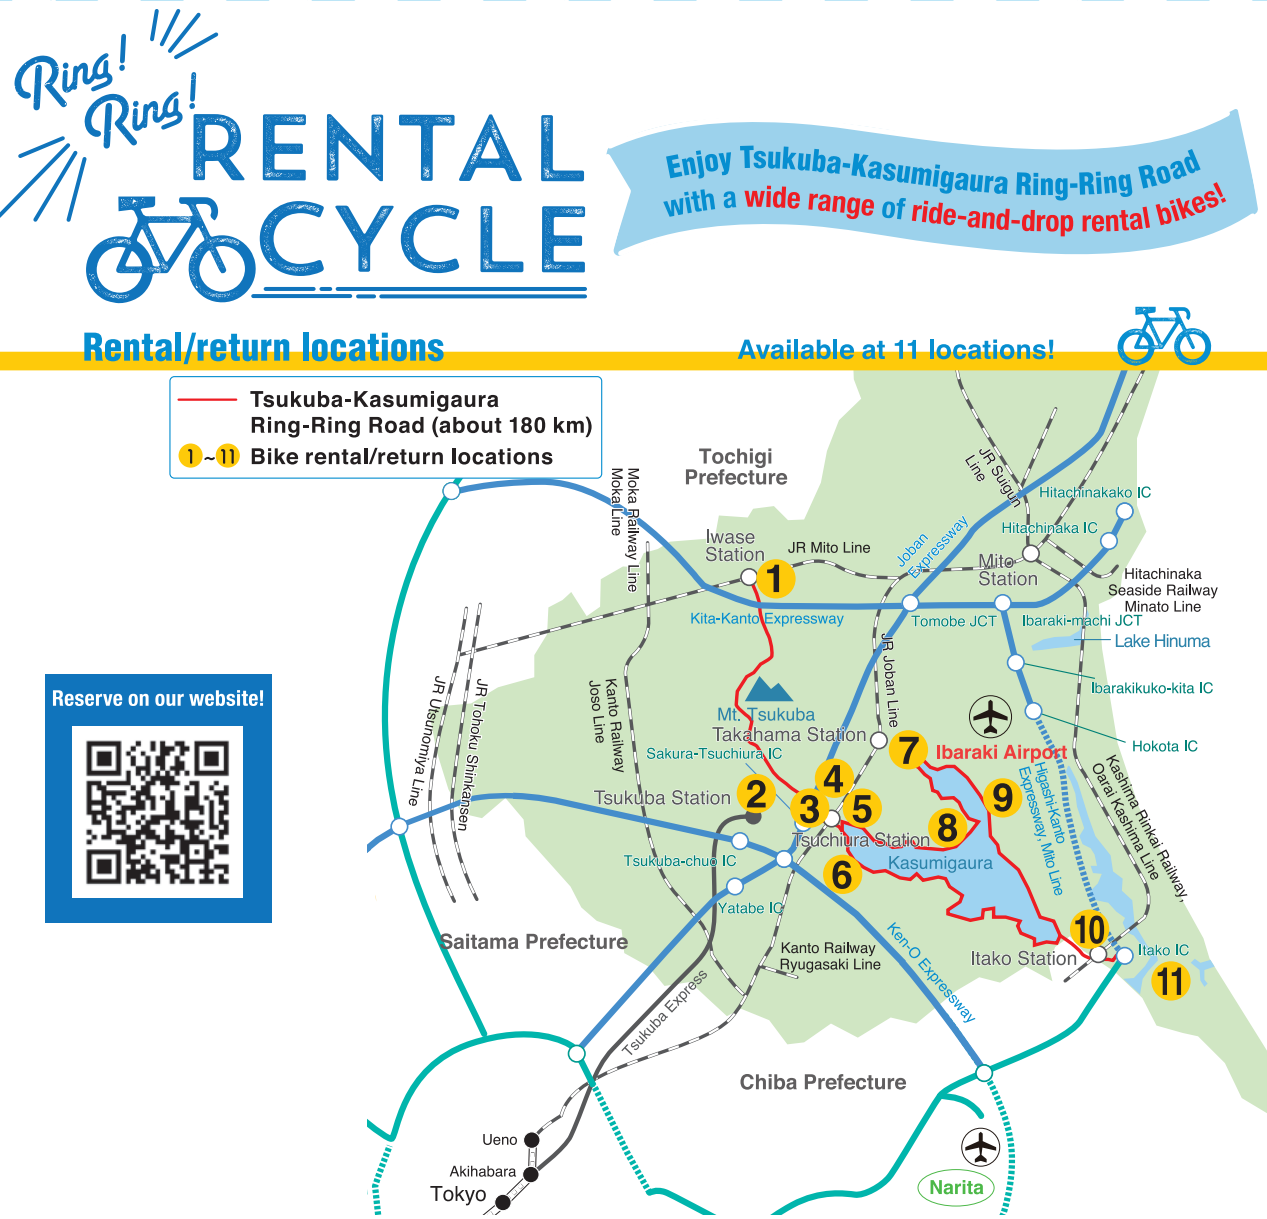 Ring!
Ring!
RENTAL
CYCLE
Enjoy Tsukuba-Kasumigaura Ring-Ring Road
with a wide range of ride-and-drop rental bikes!
Rental/return locations
Available at 11 locations!
Tsukuba-Kasumigaura
Ring-Ring Road (about 180 km)
1~11 Bike rental/return locations
Tochigi
Prefecture
Moka Railway Line
Moka Line
JR Suigun
Line
Hitachinakako IC
Hitachinaka IC
Iwase
Station
1
JR Mito Line
Joban
Expressway
Mito
Station
Hitachinaka
Seaside Railway
Minato Line
Kita-Kanto Expressway
Tomobe JCT
Ibaraki-machi JCT
Lake Hinuma
JR Joban Line
Reserve on our website!
JR Utsunomiya Line
JR Tohoku Shinkansen
Kanto Railway
Joso Line
Ibarakikuko-kita IC
Mt. Tsukuba
Takahama Station
Sakura-Tsuchiura IC
7
Ibaraki Airport
Hokota IC
Higashi-Kanto
Expressway, Mito Line
Kashima Rinkai Railway,
Oarai Kashima Line
Tsukuba Station
2
3
4
5
9
8
Tsuchiura Station
Kasumigaura
Tsukuba-chuo IC
6
Yatabe IC
Saitama Prefecture
Kanto Railway
Ryugasaki Line
Ken-O Expressway
10
Itako Station
Itako IC
11
Tsukuba Express
Chiba Prefecture
Ueno
Akihabara
Tokyo
Narita